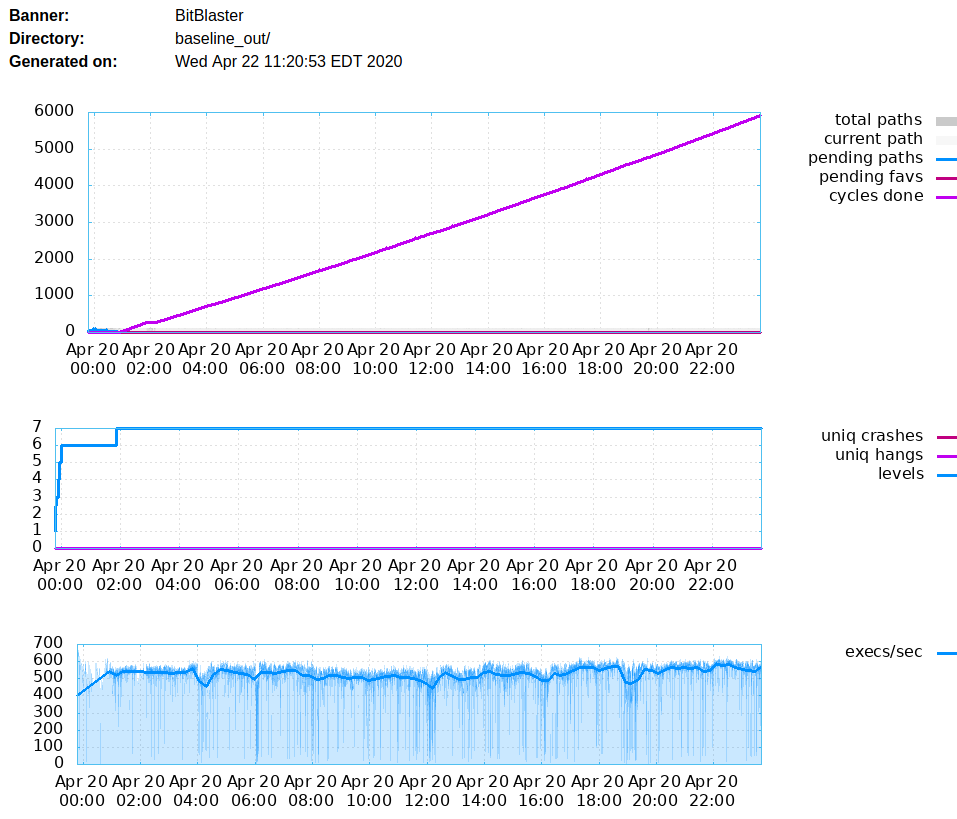 Banner: BitBlaster
Directory: baseline_out/
Generated on: Wed Apr 22 11:20:53 EDT 2020
6000
5000
4000
3000
2000
1000
0
Apr 20 Apr 20 Apr 20 Apr 20 Apr 20 Apr 20 Apr 20 Apr 20 Apr 20 Apr 20 Apr 20 Apr 20
00:00 02:00 04:00 06:00 08:00 10:00 12:00 14:00 16:00 18:00 20:00 22:00
total paths
current path
pending paths
pending favs
cycles done
7
6
5
4
3
2
1
0
Apr 20 Apr 20 Apr 20 Apr 20 Apr 20 Apr 20 Apr 20 Apr 20 Apr 20 Apr 20 Apr 20 Apr 20
00:00 02:00 04:00 06:00 08:00 10:00 12:00 14:00 16:00 18:00 20:00 22:00
uniq crashes
uniq hangs
levels
700
600
500
400
300
200
100
0
Apr 20 Apr 20 Apr 20 Apr 20 Apr 20 Apr 20 Apr 20 Apr 20 Apr 20 Apr 20 Apr 20 Apr 20
00:00 02:00 04:00 06:00 08:00 10:00 12:00 14:00 16:00 18:00 20:00 22:00
execs/sec